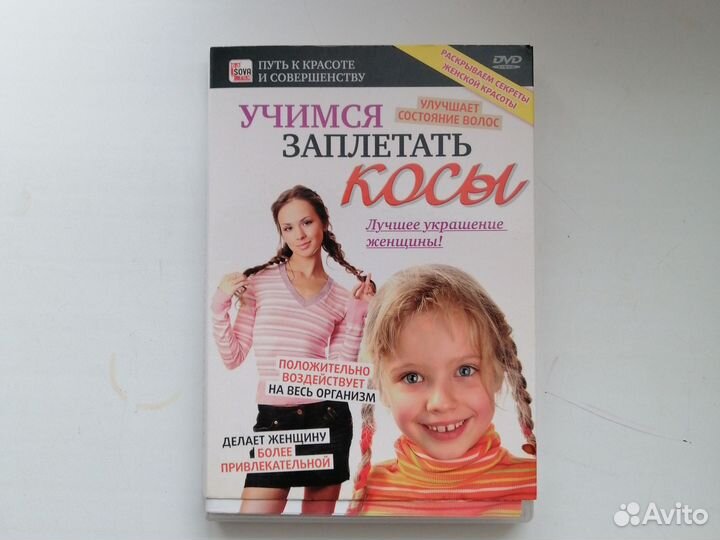 SOVA
ПУТЬ К КРАСОТЕ
И СОВЕРШЕНСТВУ
DVD
РАСКРЫВАЕМ СЕКРЕТЫ
ЖЕНСКОЙ КРАСОТЫ
УЧИМСЯ
УЛУЧШАЕТ
СОСТОЯНИЕ ВОЛОС
ЗАПЛЕТАТЬ
КОСЫ
Лучшее украшение
женщины!
ПОЛОЖИТЕЛЬНО
ВОЗДЕЙСТВУЕТ
НА ВЕСЬ ОРГАНИЗМ
ДЕЛАЕТ ЖЕНЩИНУ
БОЛЕЕ
ПРИВЛЕКАТЕЛЬНОЙ
Avito